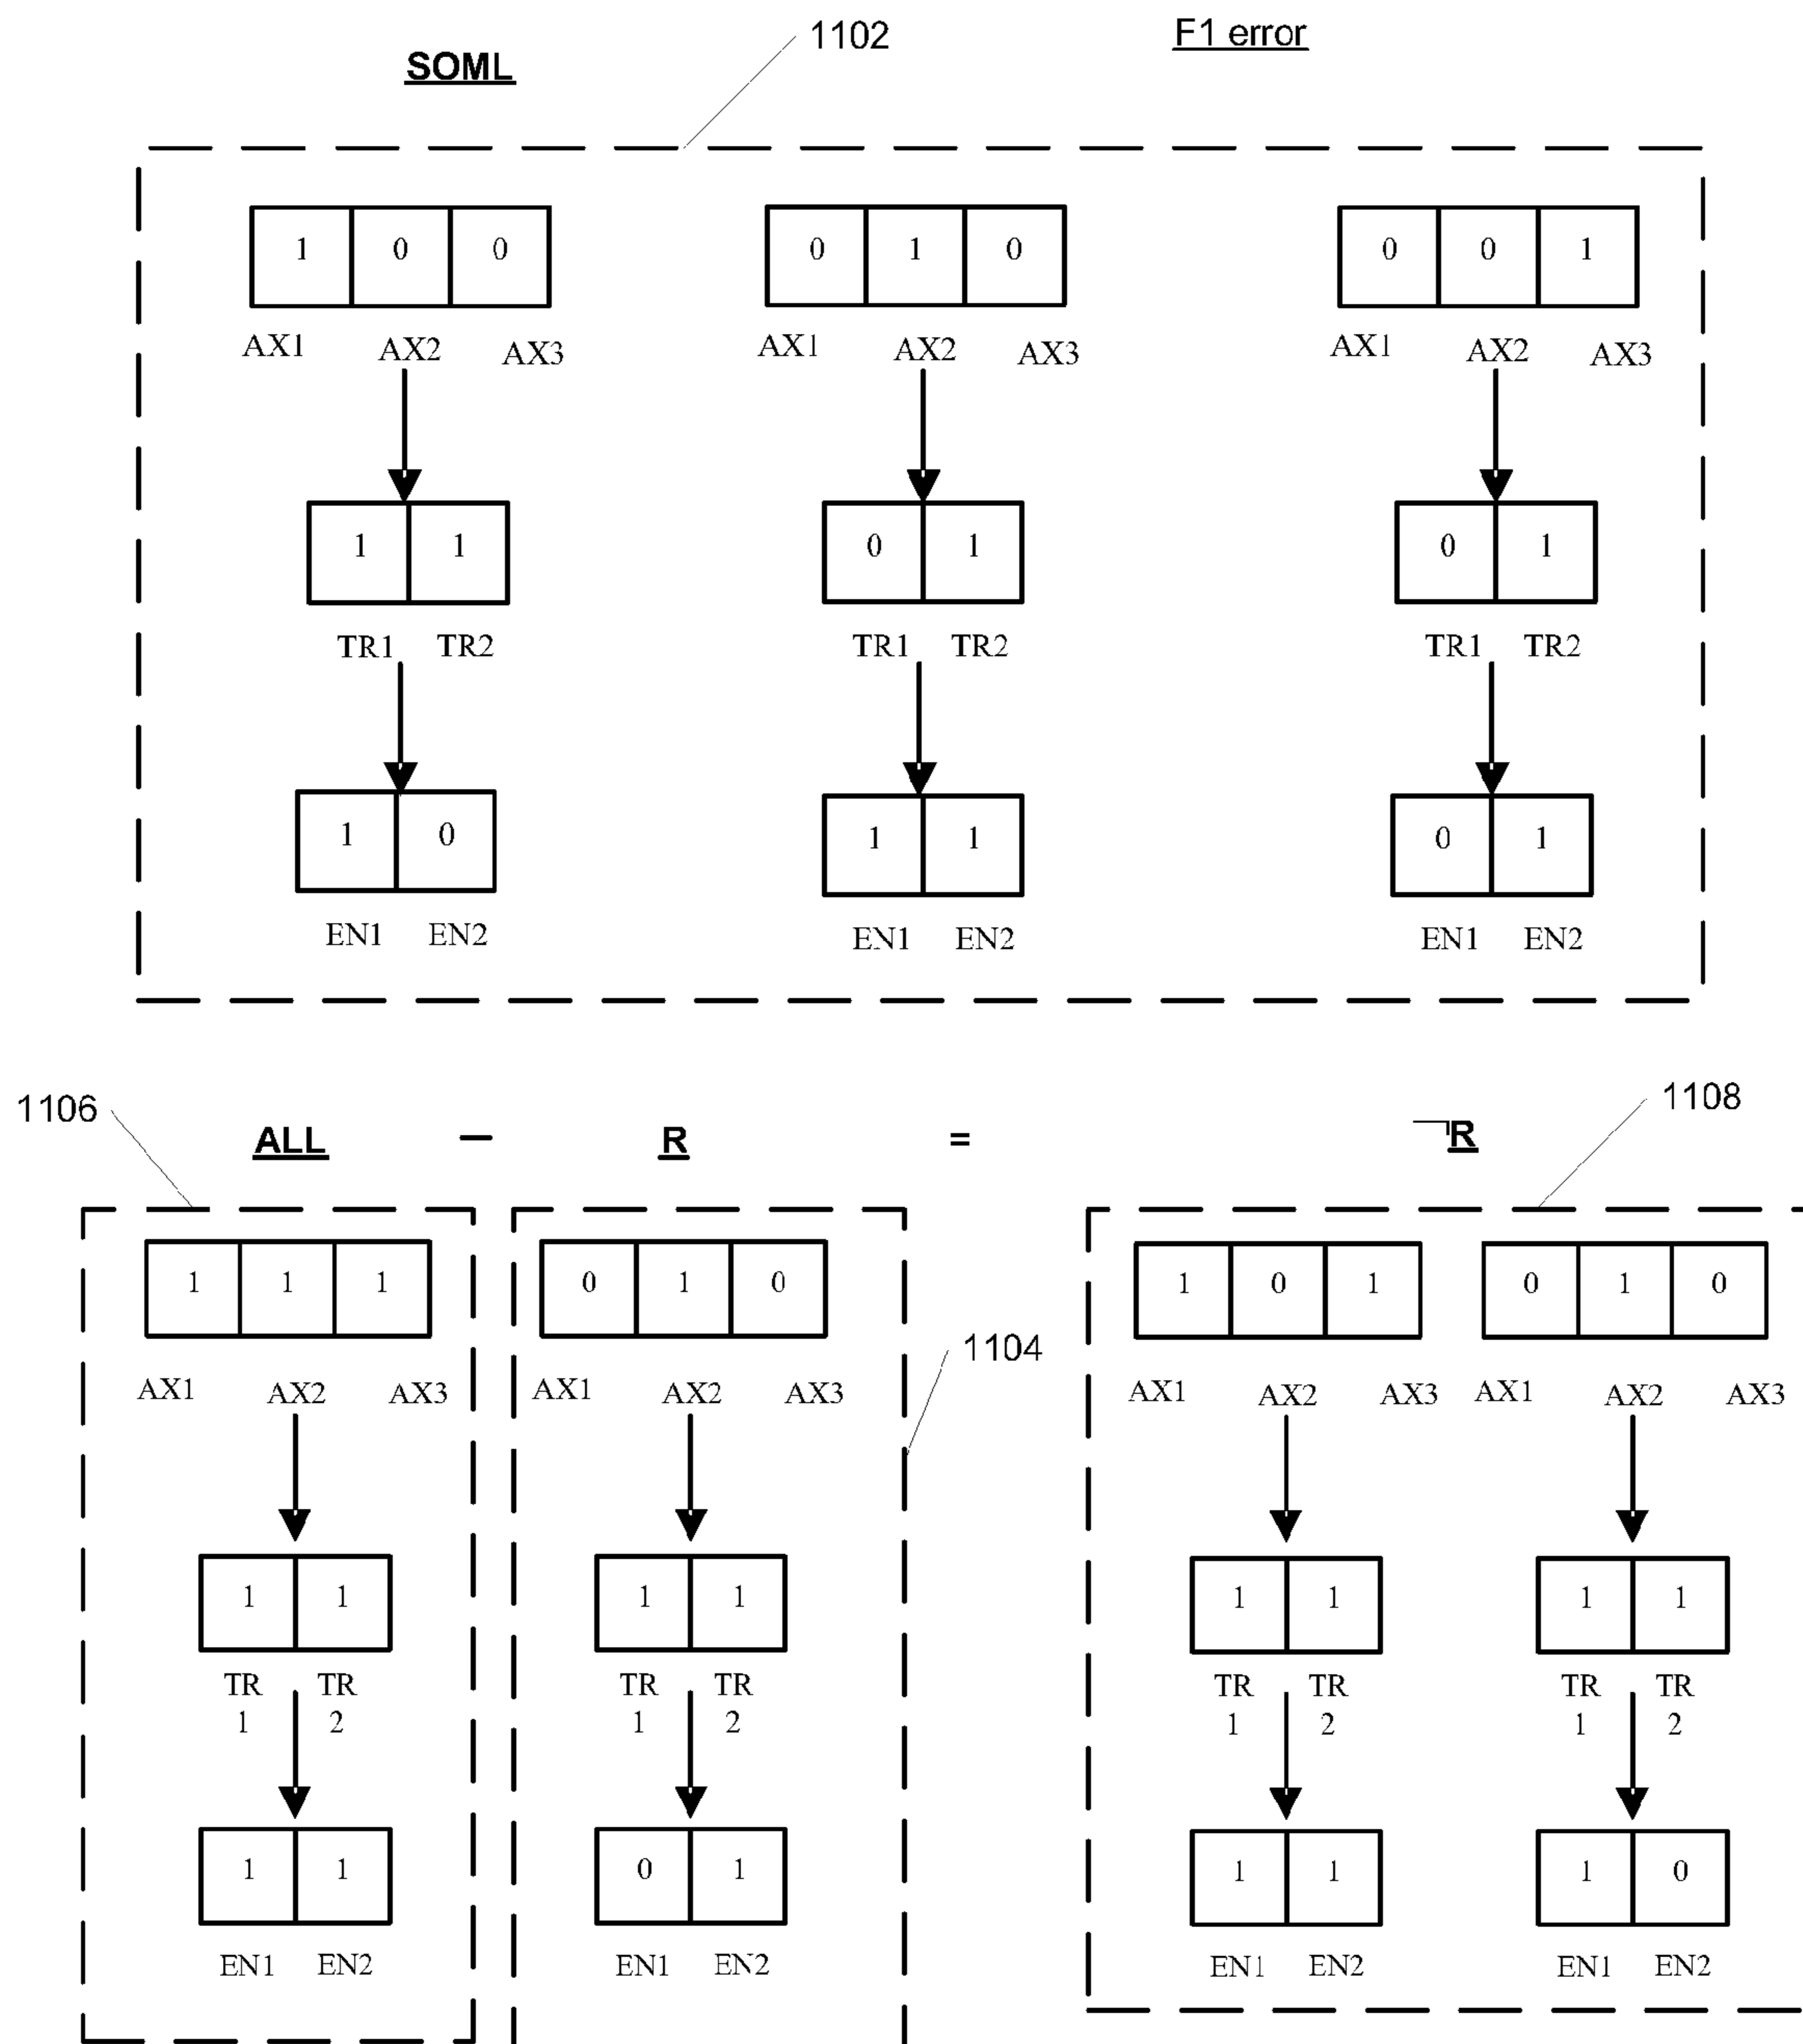 1102
F1 error
SOML
1 0 0 0 1 0 0 0 1
AX1 AX2 AX3 AX1 AX2 AX3 AX1 AX2 AX3
1 1 0 1 0 1
TR1 TR2 TR1 TR2 TR1 TR2
1 0 1 1 0 1
EN1 EN2 EN1 EN2 EN1 EN2
1106 1108
ALL – R = ¬R
1 1 1 0 1 0 1 0 1 0 1 0
1104
AX1 AX2 AX3 AX1 AX2 AX3 AX1 AX2 AX3 AX1 AX2 AX3
1 1 1 1 1 1 1 1
TR TR TR TR TR TR TR TR
1 2 1 2 1 2 1 2
1 1 0 1 1 1 1 0
EN1 EN2 EN1 EN2 EN1 EN2 EN1 EN2